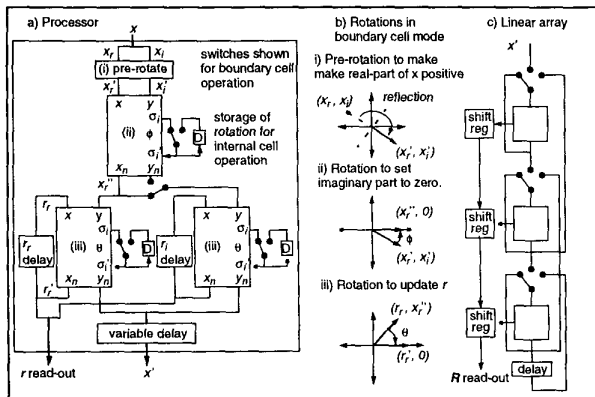 a) Processor
x
x_r
x_i
(i) pre-rotate
x_r'
x_i'
x
y
(ii)
σ_i
ϕ
σ_i'
x_n
y_n
D
switches shown
for boundary cell
operation
storage of
rotation for
internal cell
operation
x_r''
r_r
x
y
σ_i
(iii)
θ
σ_i'
x_n
y_n
D
r_r
delay
r_r'
r_i
x
y
σ_i
(iii)
θ
σ_i'
x_n
y_n
D
r_i
delay
variable delay
r read-out
x'
b) Rotations in
boundary cell mode
i) Pre-rotation to make
make real-part of x positive
(x_r, x_i)
reflection
(x_r', x_i')
ii) Rotation to set
imaginary part to zero.
(x_r'', 0)
ϕ
(x_r', x_i')
iii) Rotation to update r
(r_r, x_r'')
θ
(r_r', 0)
c) Linear array
x'
shift
reg
shift
reg
shift
reg
delay
R read-out